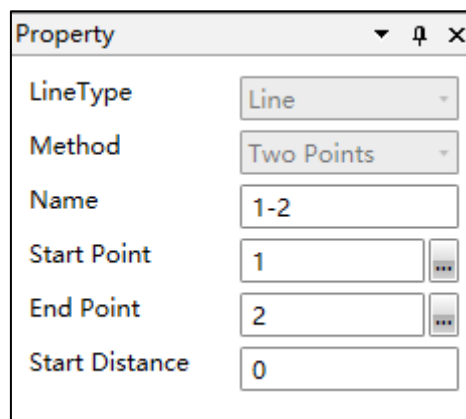 Property
LineType Line
Method Two Points
Name 1-2
Start Point 1 ...
End Point 2 ...
Start Distance 0